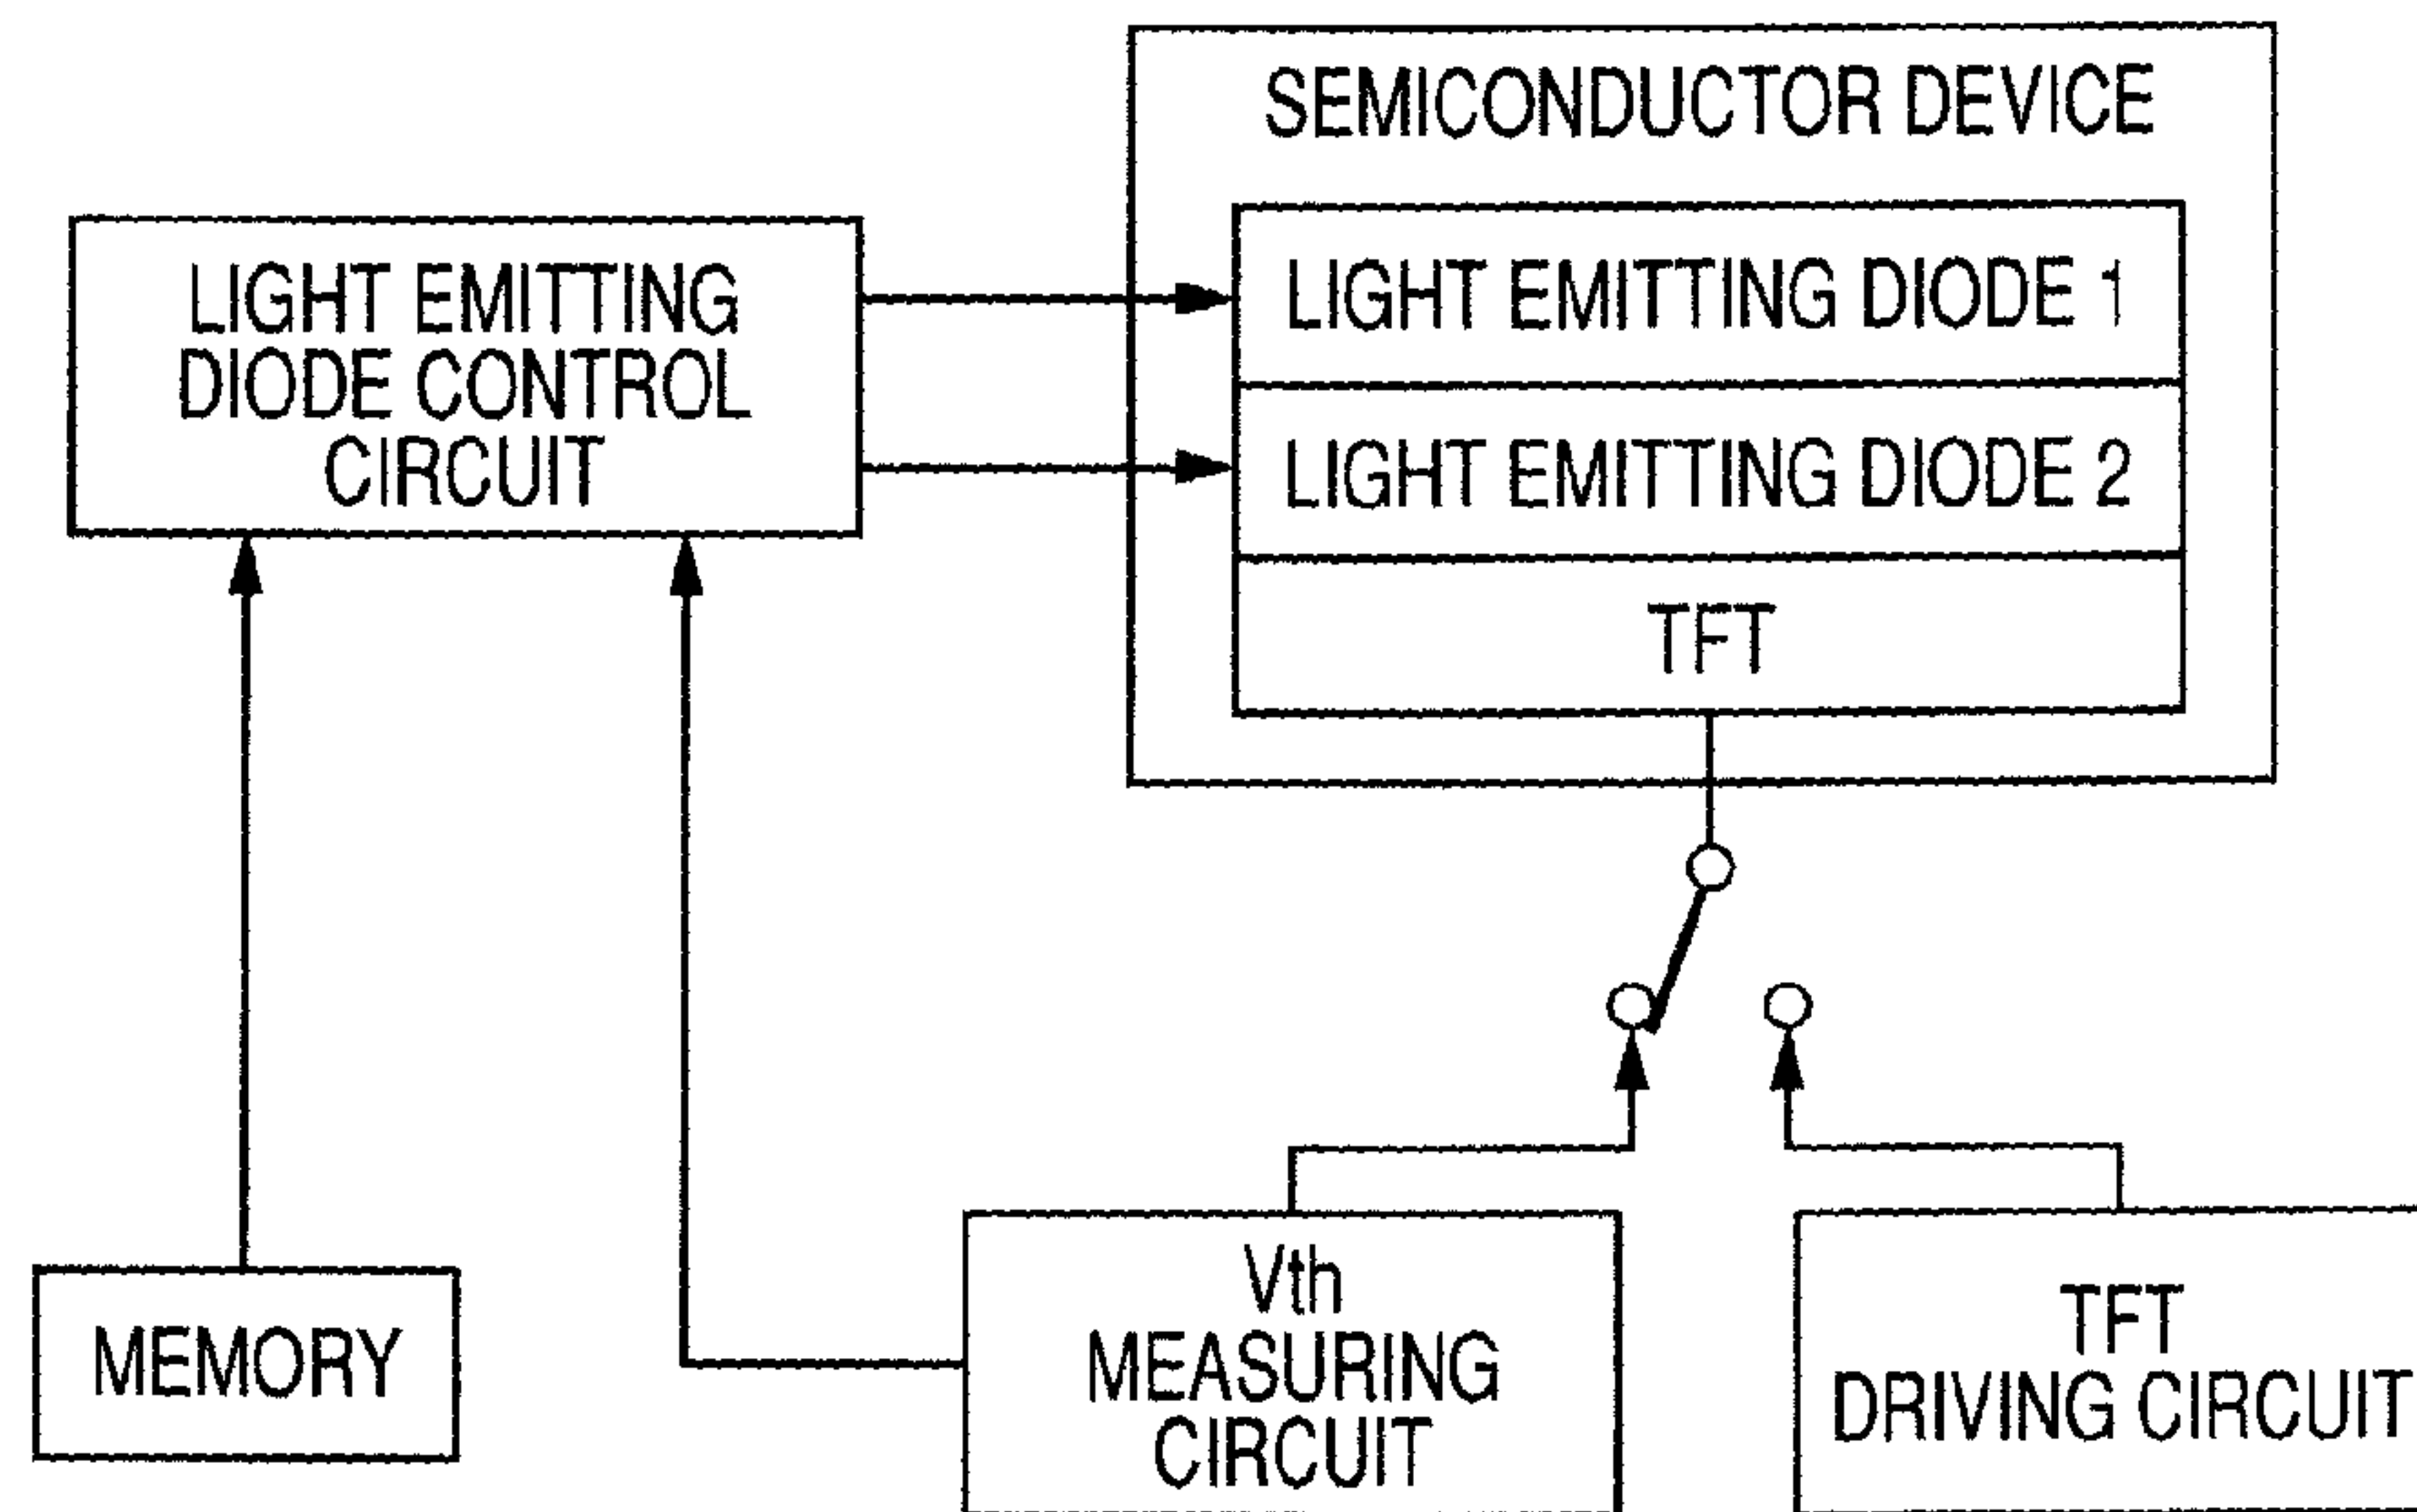 SEMICONDUCTOR DEVICE
LIGHT EMITTING
DIODE CONTROL
CIRCUIT
LIGHT EMITTING DIODE 1
LIGHT EMITTING DIODE 2
TFT
MEMORY
Vth
MEASURING
CIRCUIT
TFT
DRIVING CIRCUIT